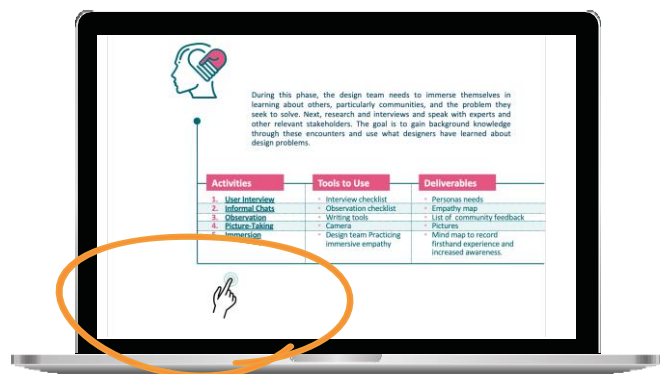 During this phase, the design team needs to immerse themselves in
learning about others, particularly communities, and the problem they
seek to solve. Next, research and interviews and speak with experts and
other relevant stakeholders. The goal is to gain background knowledge
through these encounters and use what designers have learned about
design problems.
Activities Tools to Use Deliverables
1. User Interview • Interview checklist • Personas needs
2. Informal Chats • Observation checklist • Empathy map
3. Observation • Writing tools • List of community feedback
4. Picture-Taking • Camera • Pictures
5. Immersion • Design team Practicing • Mind map to record
immersive empathy firsthand experience and
increased awareness.